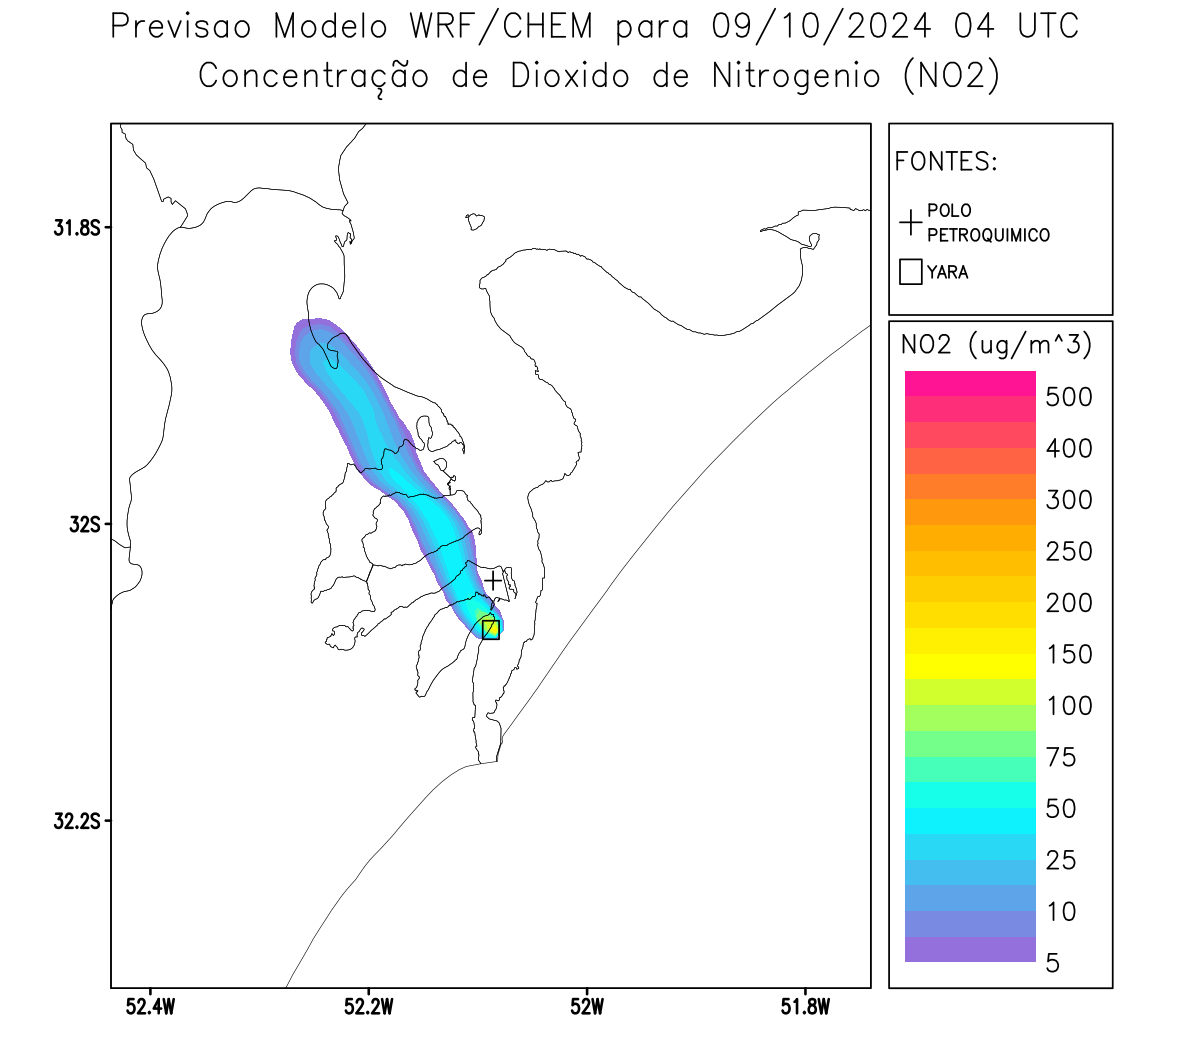 Previsao Modelo WRF/CHEM para 09/10/2024 04 UTC
Concentração de Dioxido de Nitrogenio (NO2)
FONTES:
POLO
PETROQUIMICO
YARA
NO2 (ug/m^3)
500
400
300
250
200
150
100
75
50
25
10
5
31.8S
32S
32.2S
52.4W
52.2W
52W
51.8W